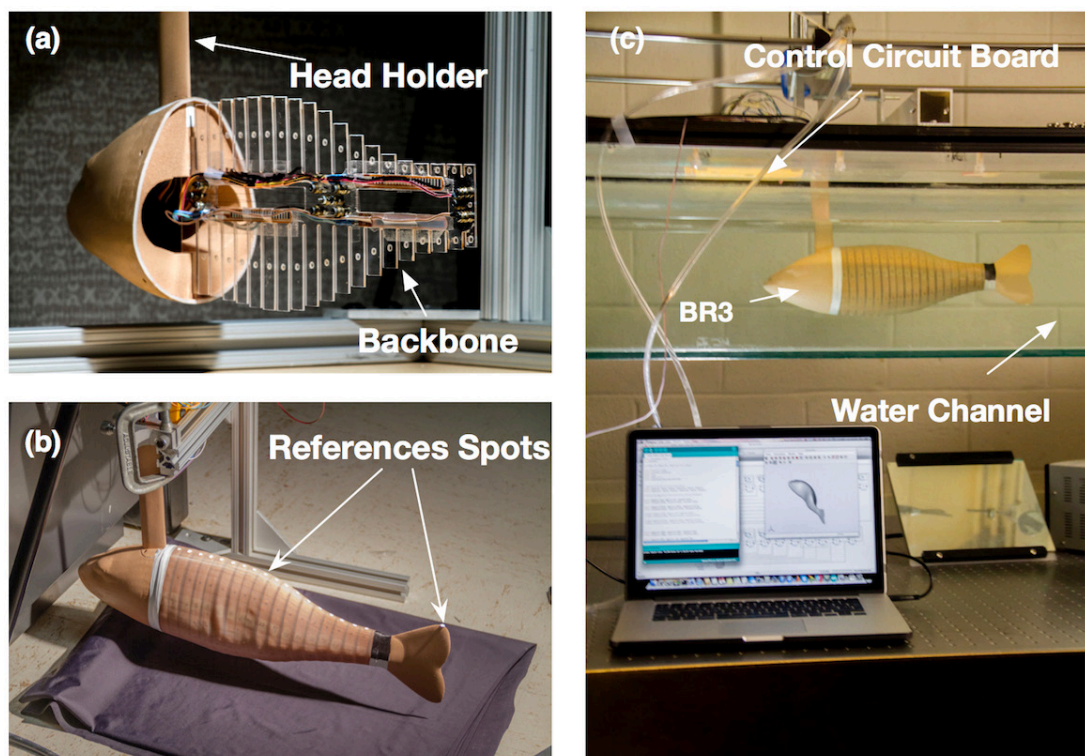 (a)
Head Holder
Backbone
(b)
References Spots
(c)
Control Circuit Board
BR3
Water Channel